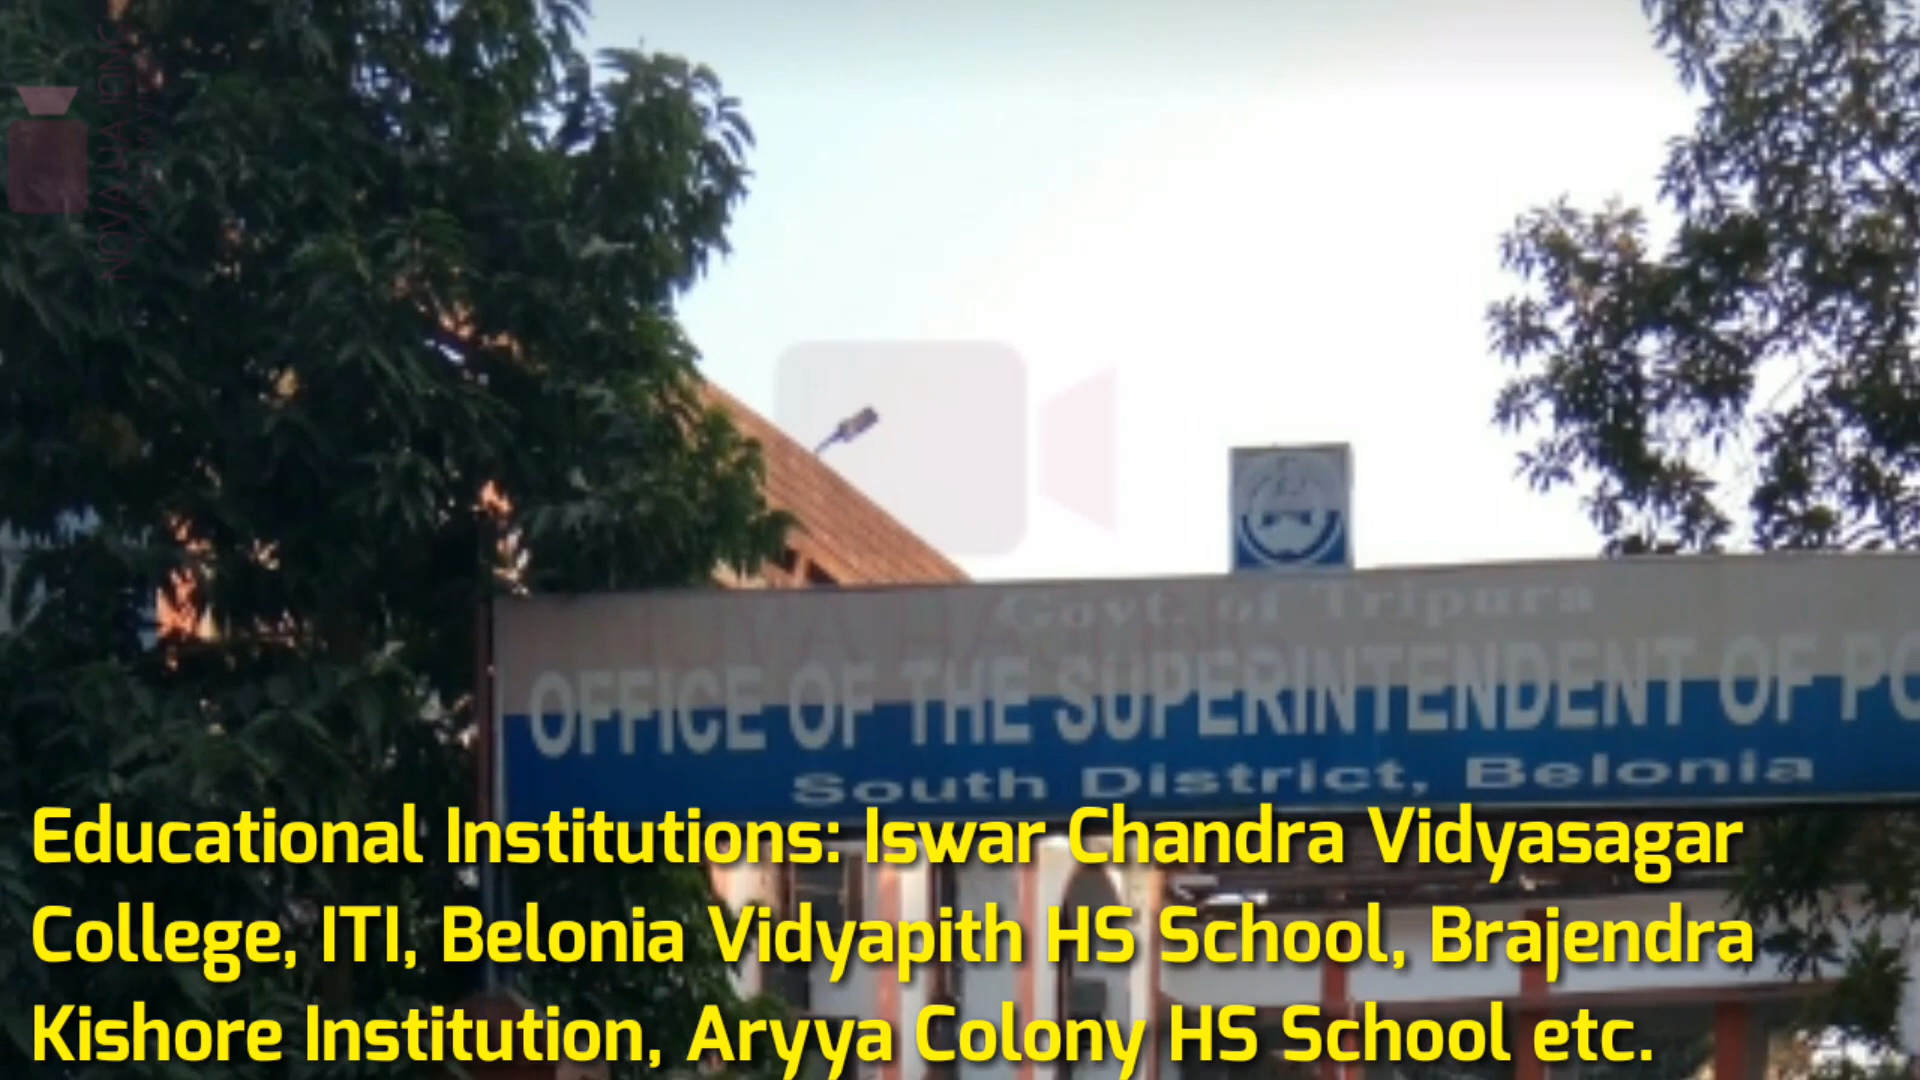 Govt. of Tripura
OFFICE OF THE SUPERINTENDENT OF
South District, Belonia
Educational Institutions: Iswar Chandra Vidyasagar
College, ITI, Belonia Vidyapith HS School, Brajendra
Kishore Institution, Aryya Colony HS School etc.